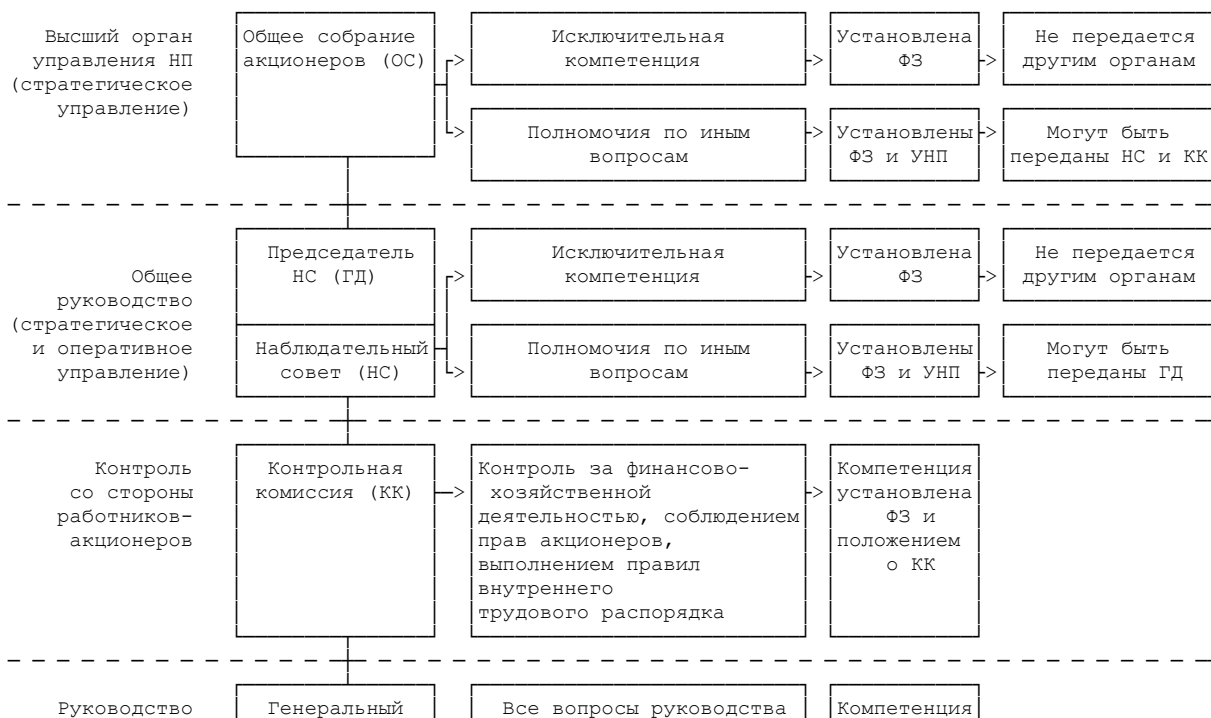 Высший орган управления НП (стратегическое управление)
Общее собрание акционеров (ОС)
Исключительная компетенция
Установлена ФЗ
Не передается другим органам
Полномочия по иным вопросам
Установлены ФЗ и УНП
Могут быть переданы НС и КК
Общее руководство (стратегическое и оперативное управление)
Председатель НС (ГД)
Наблюдательный совет (НС)
Исключительная компетенция
Установлена ФЗ
Не передается другим органам
Полномочия по иным вопросам
Установлены ФЗ и УНП
Могут быть переданы ГД
Контроль со стороны работников-акционеров
Контрольная комиссия (КК)
Контроль за финансово-хозяйственной деятельностью, соблюдением прав акционеров, выполнением правил внутреннего трудового распорядка
Компетенция установлена ФЗ и положением о КК
Руководство
Генеральный
Все вопросы руководства
Компетенция